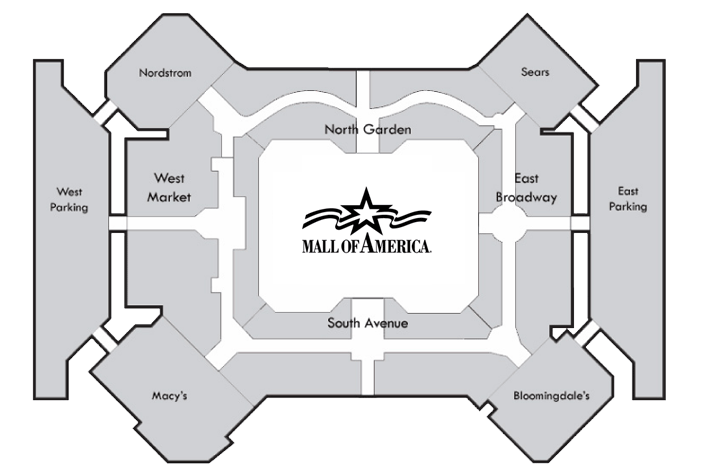 Nordstrom
Sears
North Garden
West
Market
East
Broadway
West
Parking
East
Parking
MALL OF AMERICA.
South Avenue
Macy's
Bloomingdale's